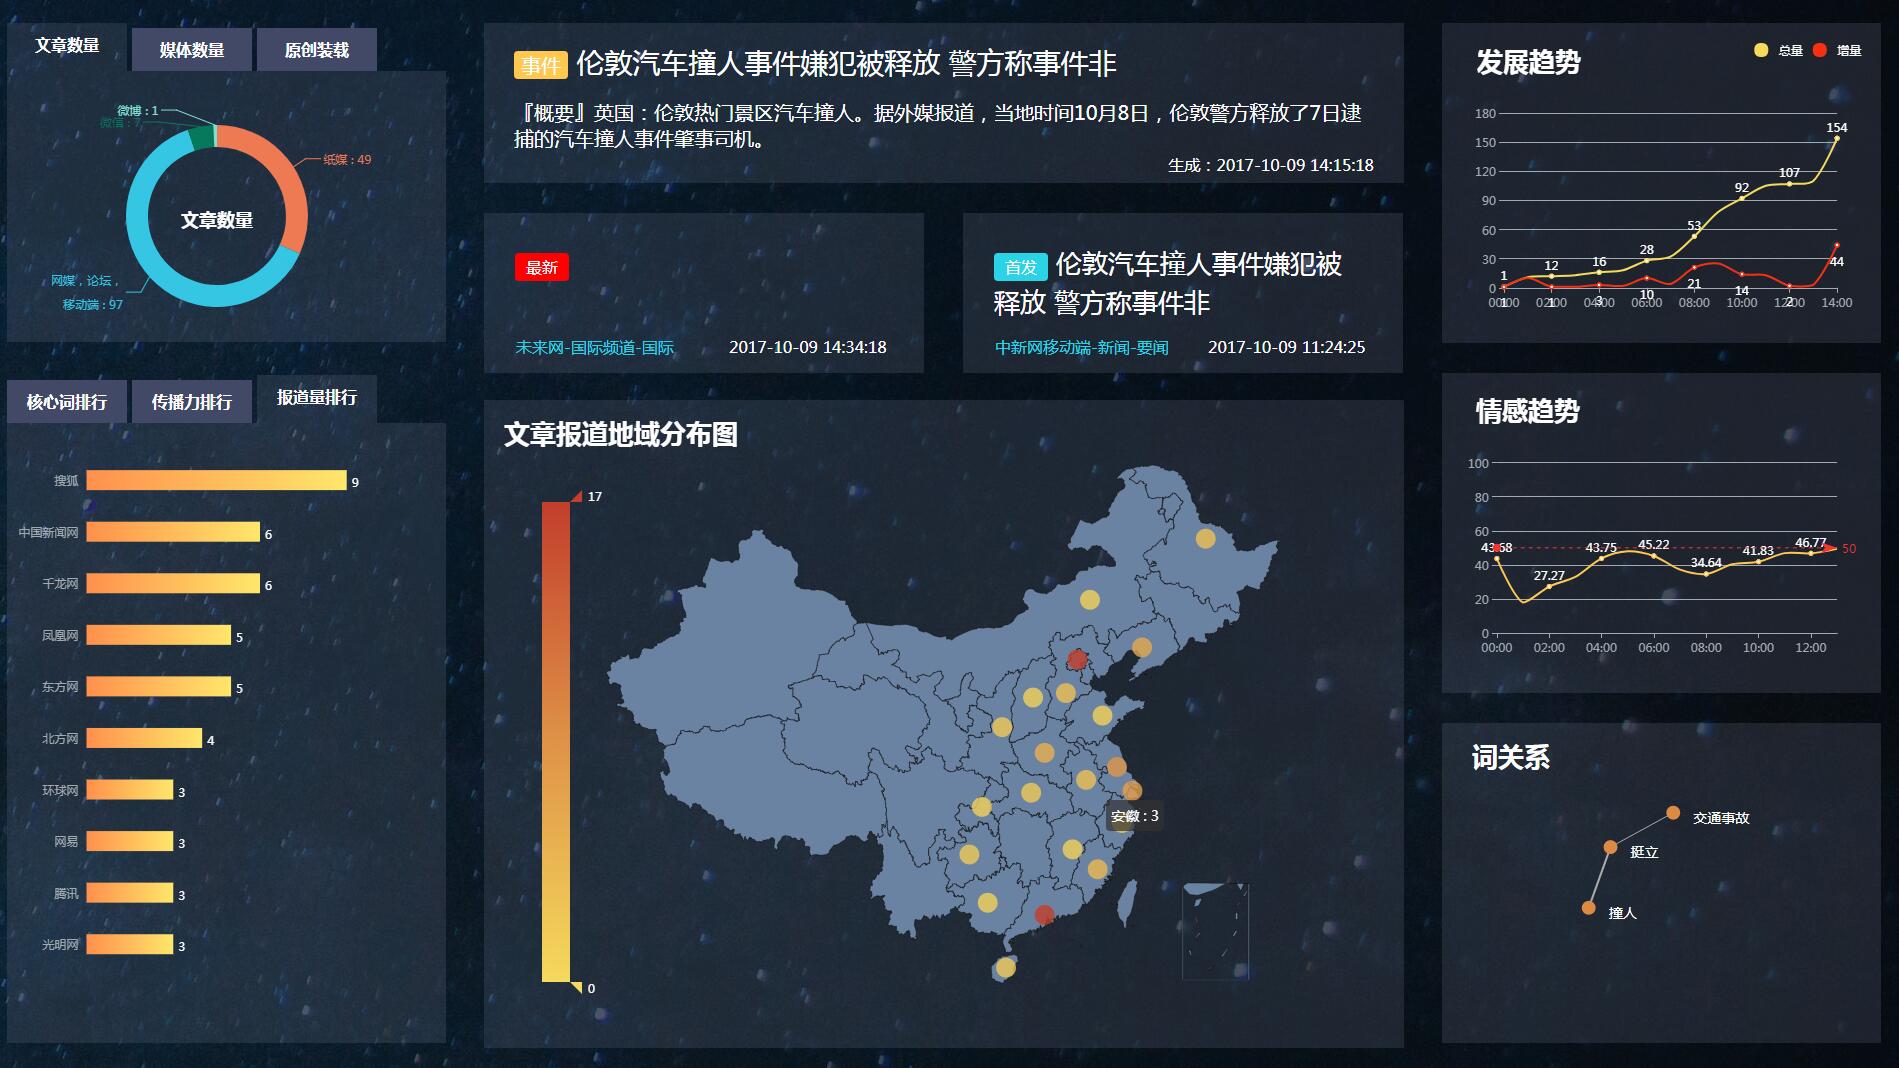 文章数量
媒体数量
原创装载
微博 : 1
微信 : 7
纸媒 : 49
文章数量
网媒，论坛，
移动端 : 97
核心词排行
传播力排行
报道量排行
搜狐 9
中国新闻网 6
千龙网 6
凤凰网 5
东方网 5
北方网 4
环球网 3
网易 3
腾讯 3
光明网 3
事件 伦敦汽车撞人事件嫌犯被释放 警方称事件非
『概要』英国：伦敦热门景区汽车撞人。据外媒报道，当地时间10月8日，伦敦警方释放了7日逮
捕的汽车撞人事件肇事司机。
生成：2017-10-09 14:15:18
最新
未来网-国际频道-国际 2017-10-09 14:34:18
首发 伦敦汽车撞人事件嫌犯被
释放 警方称事件非
中新网移动端-新闻-要闻 2017-10-09 11:24:25
文章报道地域分布图
17
0
安徽 : 3
发展趋势
总量 增量
180
150
120
90
60
30
0
1 12 16 28 53 92 107 154
1 1 3 10 21 14 2 44
00:00 02:00 04:00 06:00 08:00 10:00 12:00 14:00
情感趋势
100
80
60
40
20
0
43.68 27.27 43.75 45.22 34.64 41.83 46.77 50
00:00 02:00 04:00 06:00 08:00 10:00 12:00
词关系
交通事故
挺立
撞人